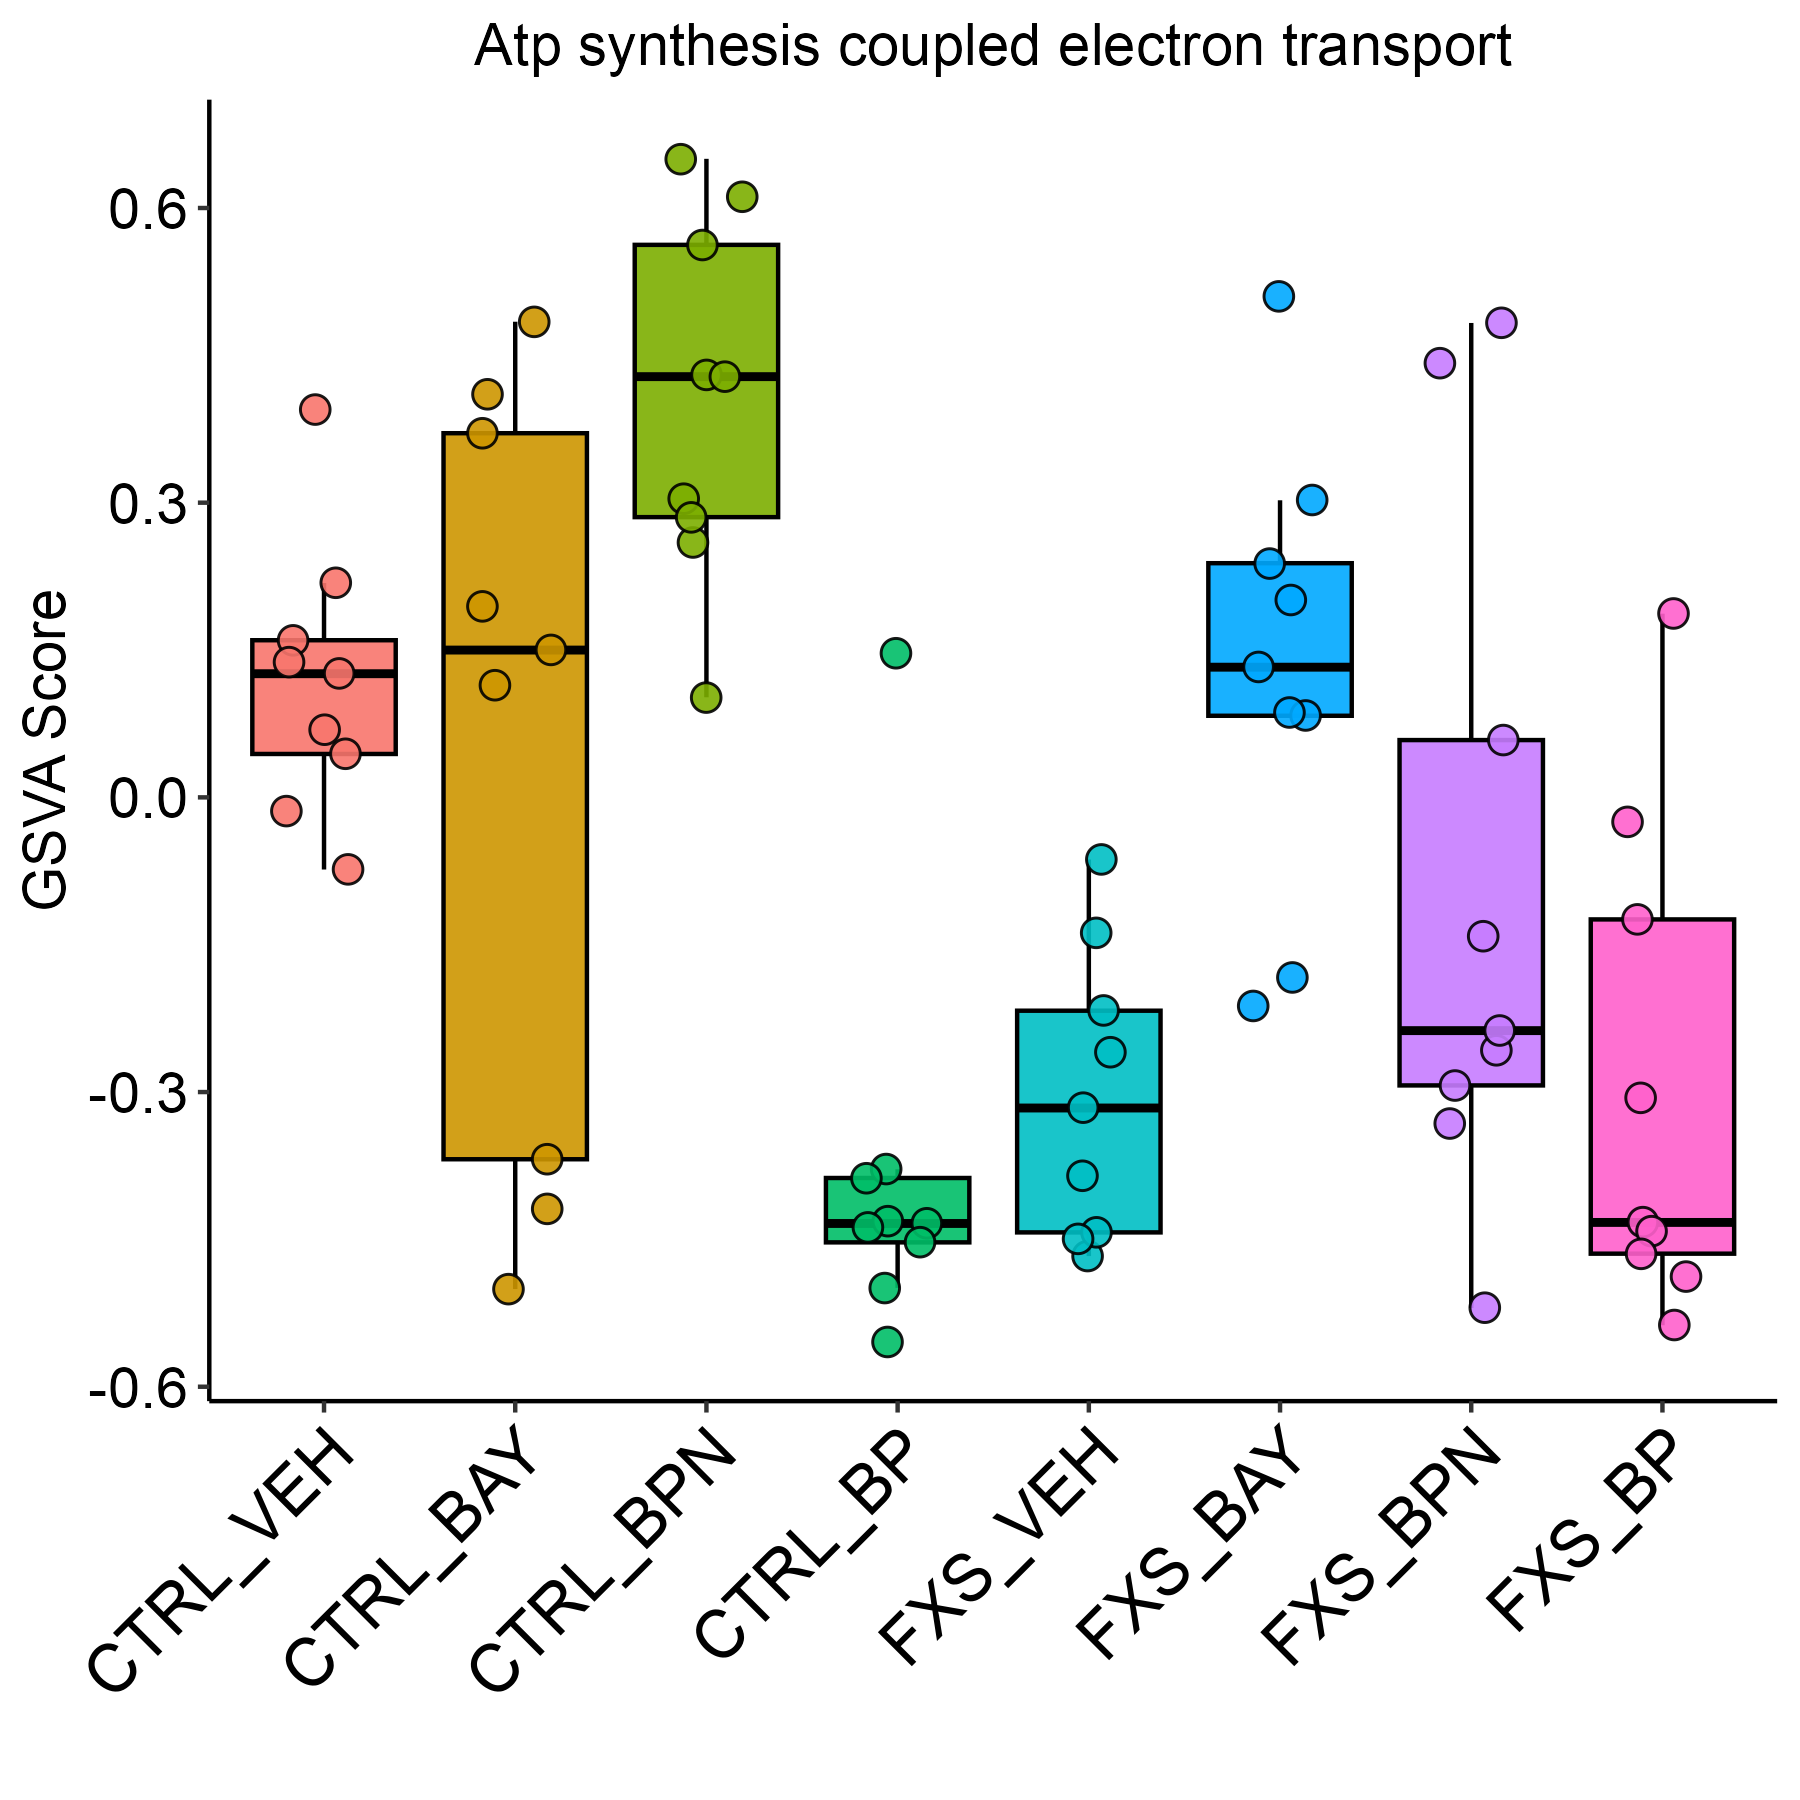 Atp synthesis coupled electron transport
GSVA Score
0.6
0.3
0.0
-0.3
-0.6
CTRL_VEH
CTRL_BAY
CTRL_BPN
CTRL_BP
FXS_VEH
FXS_BAY
FXS_BPN
FXS_BP